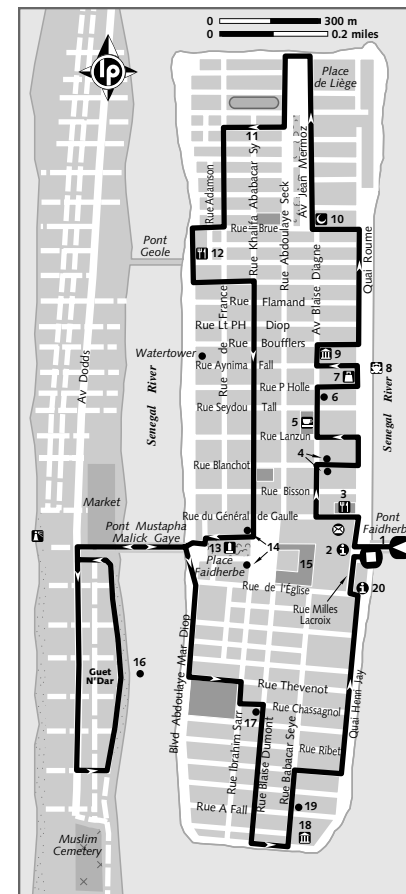 0 300 m
0 0.2 miles
lp
Place
de Liège
11
Rue Adamson
Rue Khalifa Ababacar Sy
Rue Abdoulaye Seck
Av Jean Mermoz
10
Rue Brue
Pont
Geole
12
Av Blaise Diagne
Quai Roume
Rue de France
Rue Flamand
Rue Lt PH Diop
Rue Boufflers
Watertower
9
8
7
Rue Aynima Fall
Rue P Holle
6
Av Dodds
Senegal River
Rue Seydou Tall
5
Senegal River
Rue Lanzun
4
Rue Blanchot
Market
Rue Bisson
3
Pont Mustapha
Malick Gaye
Rue du Général de Gaulle
Pont
Faidherbe
1
13
14
2
Place
Faidherbe
15
Rue de l'Église
20
Rue Milles
Lacroix
Guet
N'Dar
16
Blvd Abdoulaye Mar Diop
Rue Thevenot
Rue Chassagnol
17
Rue Ibrahim Sarr
Rue Blaise Dumont
Rue Babacar Seye
Rue Ribet
Quai Henri Jay
Rue A Fall
19
18
Muslim
Cemetery